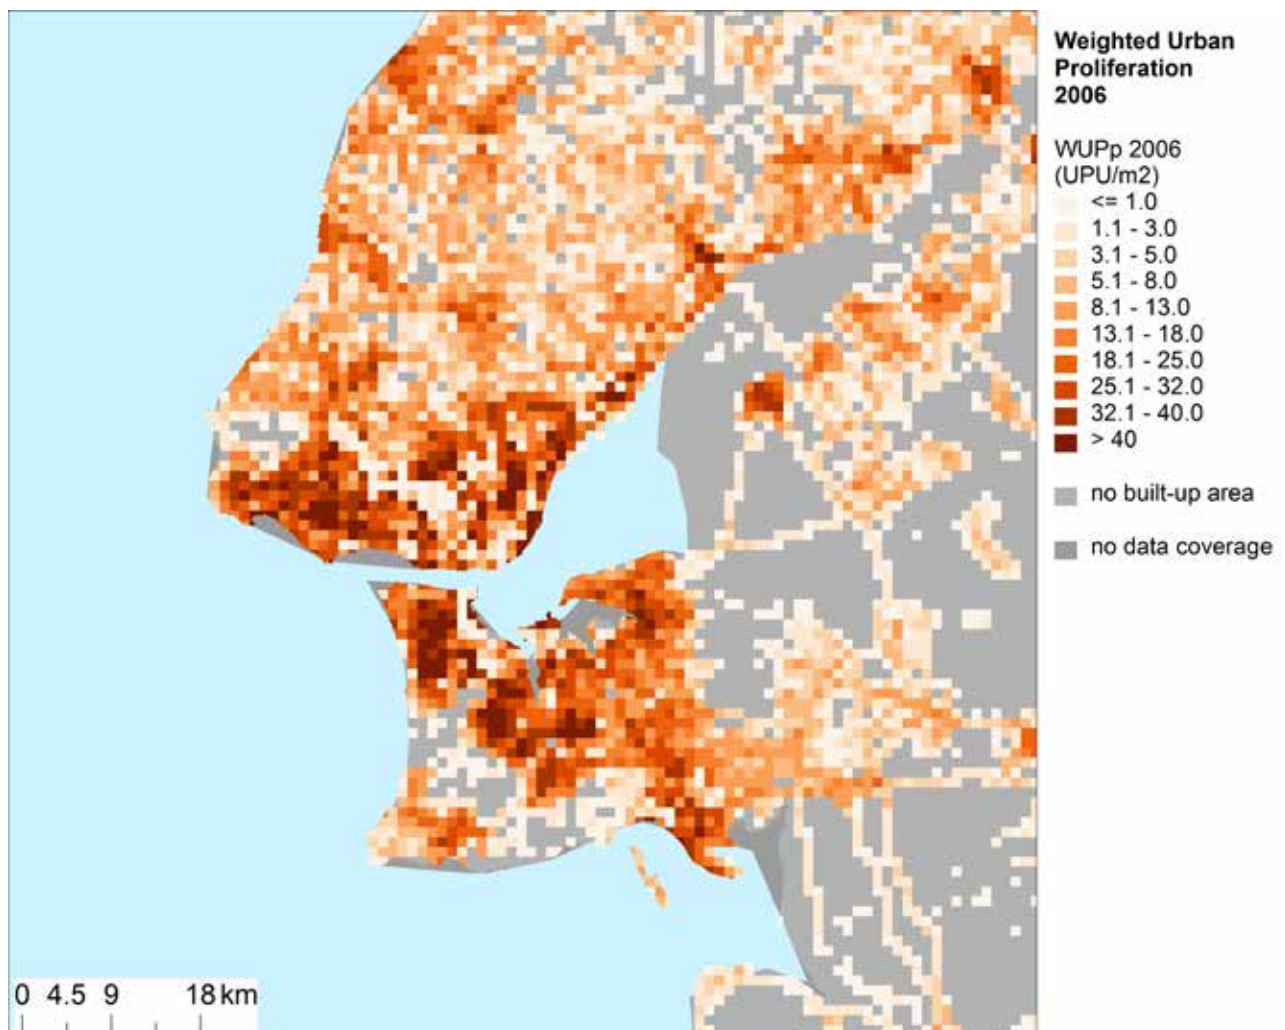 Weighted Urban
Proliferation
2006
WUPp 2006
(UPU/m2)
<= 1.0
1.1 - 3.0
3.1 - 5.0
5.1 - 8.0
8.1 - 13.0
13.1 - 18.0
18.1 - 25.0
25.1 - 32.0
32.1 - 40.0
> 40
no built-up area
no data coverage
0 4.5 9 18 km